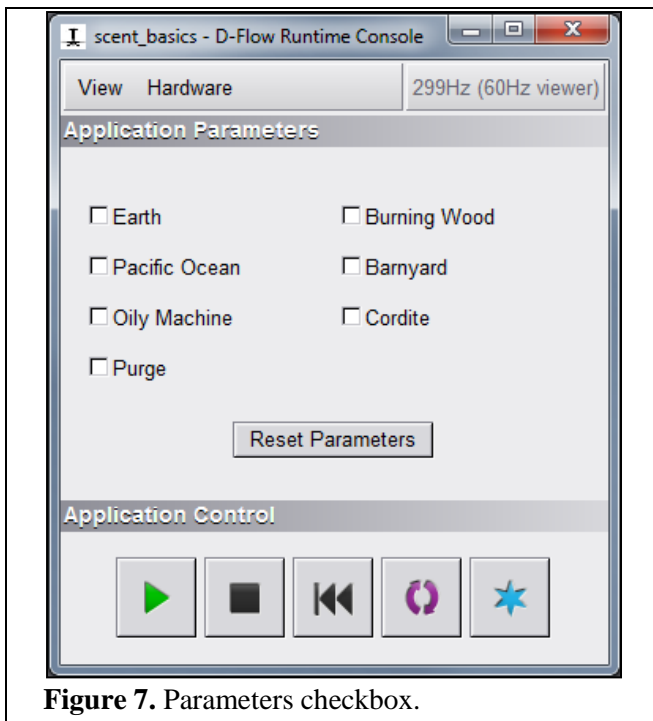 scent_basics - D-Flow Runtime Console
View Hardware 299Hz (60Hz viewer)
Application Parameters
Earth Burning Wood
Pacific Ocean Barnyard
Oily Machine Cordite
Purge
Reset Parameters
Application Control
Figure 7. Parameters checkbox.